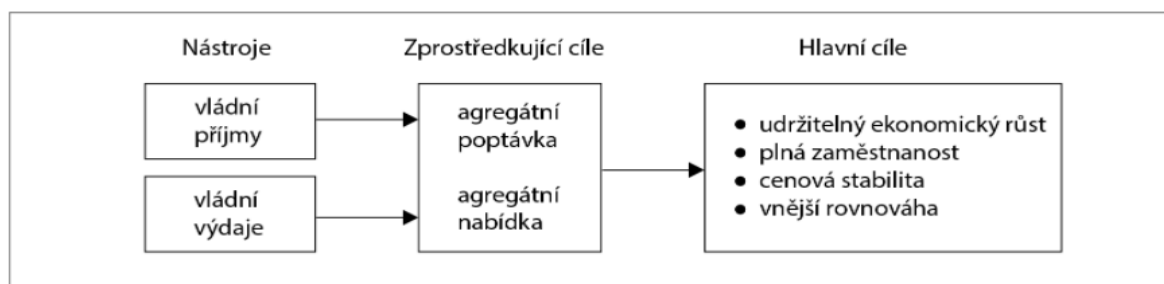 Nástroje
Zprostředkující cíle
Hlavní cíle
vládní
příjmy
vládní
výdaje
agregátní
poptávka
agregátní
nabídka
● udržitelný ekonomický růst
● plná zaměstnanost
● cenová stabilita
● vnější rovnováha